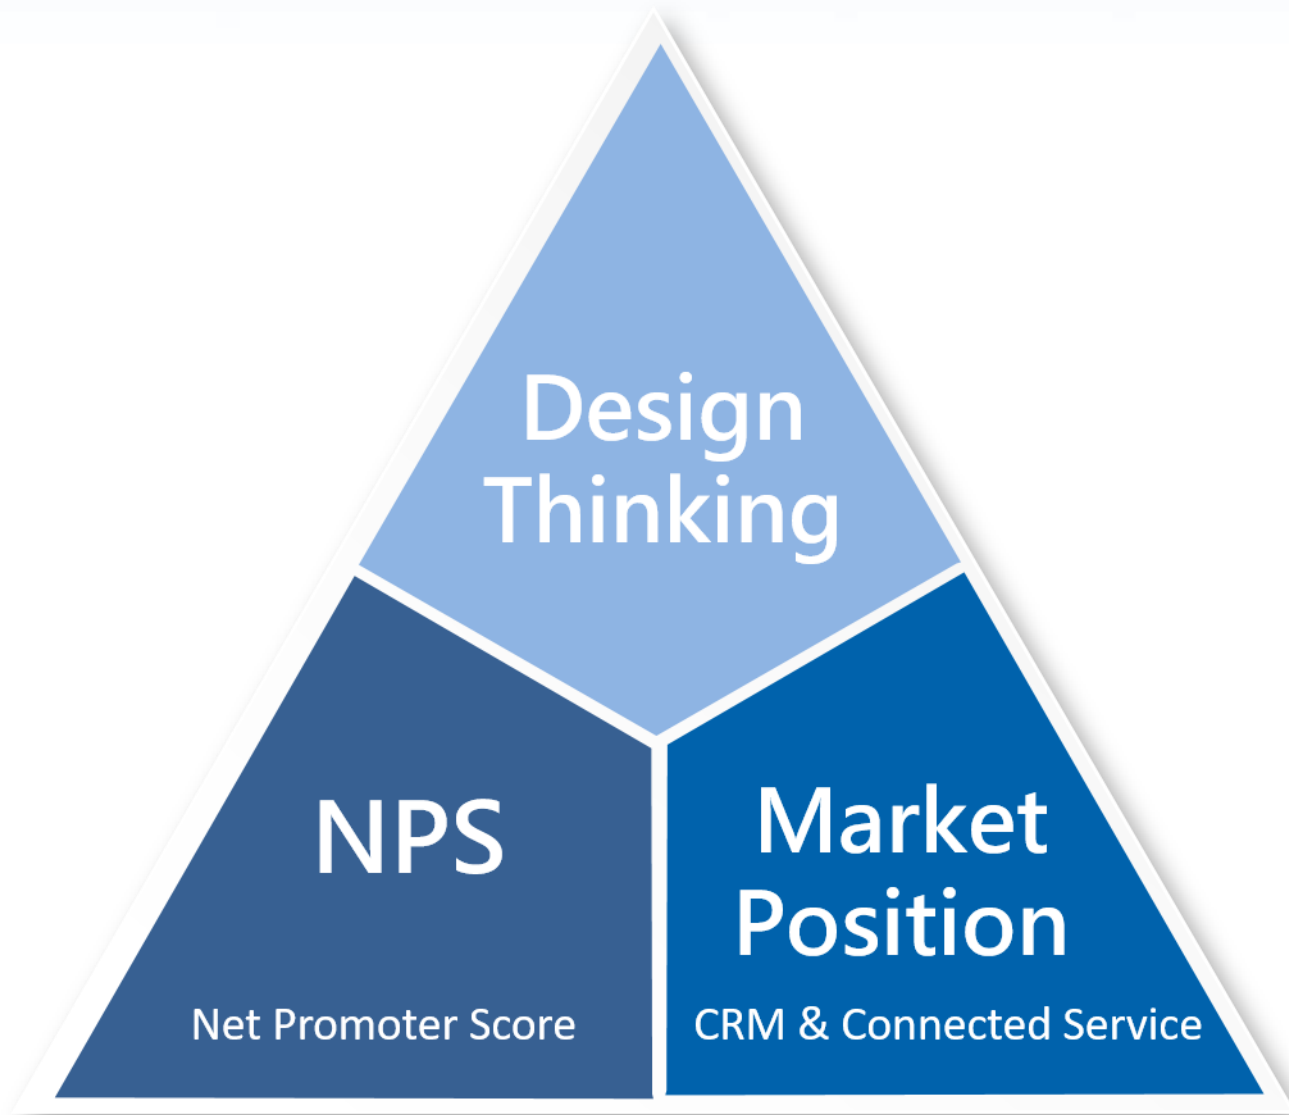 Design
Thinking
NPS
Net Promoter Score
Market
Position
CRM & Connected Service